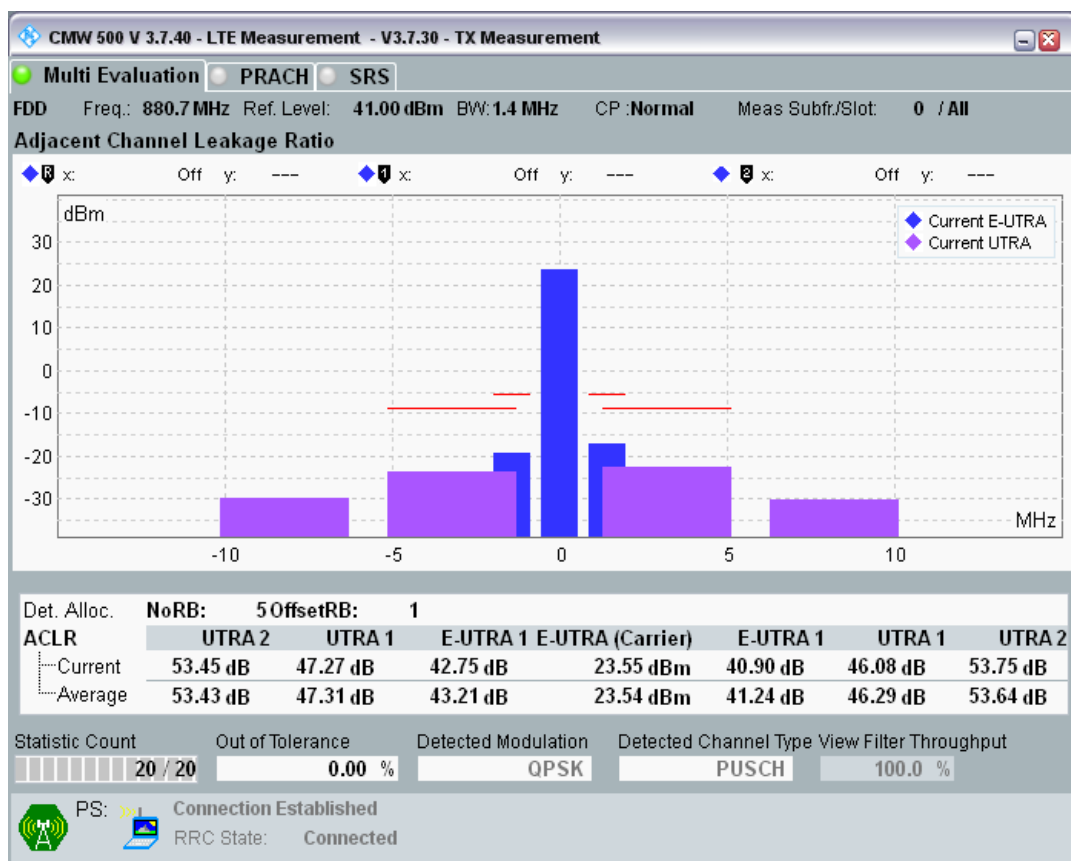 CMW 500 V 3.7.40 - LTE Measurement - V3.7.30 - TX Measurement
Multi Evaluation PRACH SRS
FDD Freq.: 880.7 MHz Ref. Level: 41.00 dBm BW: 1.4 MHz CP :Normal Meas Subfr./Slot: 0 / All
Adjacent Channel Leakage Ratio
R x: Off y: --- 1 x: Off y: --- 2 x: Off y: ---
dBm
Current E-UTRA
Current UTRA
30
20
10
0
-10
-20
-30
MHz
-10 -5 0 5 10
Det. Alloc. NoRB: 5 OffsetRB: 1
ACLR UTRA 2 UTRA 1 E-UTRA 1 E-UTRA (Carrier) E-UTRA 1 UTRA 1 UTRA 2
Current 53.45 dB 47.27 dB 42.75 dB 23.55 dBm 40.90 dB 46.08 dB 53.75 dB
Average 53.43 dB 47.31 dB 43.21 dB 23.54 dBm 41.24 dB 46.29 dB 53.64 dB
Statistic Count Out of Tolerance Detected Modulation Detected Channel Type View Filter Throughput
20 / 20 0.00 % QPSK PUSCH 100.0 %
PS: Connection Established
RRC State: Connected